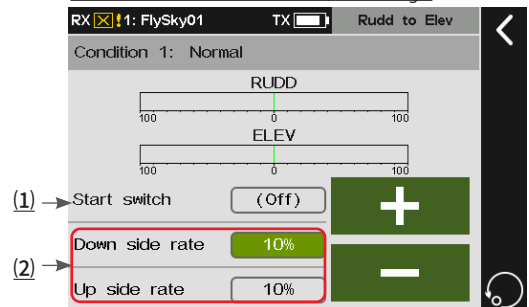 RX !1: FlySky01 TX Rudd to Elev
Condition 1: Normal
RUDD
100 0 100
ELEV
100 0 100
(1) Start switch (Off) +
Down side rate 10%
(2)
Up side rate 10% −